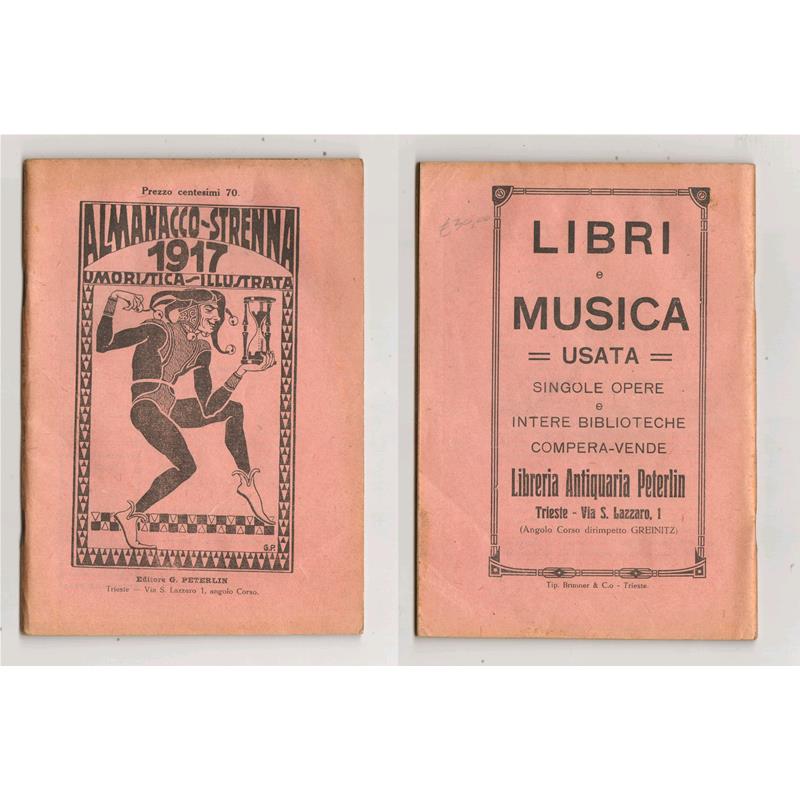 Prezzo centesimi 70.
ALMANACCO-STRENNA
1917
UMORISTICA-ILLUSTRATA
G.P.
Editore G. PETERLIN
Trieste — Via S. Lazzaro 1, angolo Corso.
LIBRI
e
MUSICA
= USATA =
SINGOLE OPERE
e
INTERE BIBLIOTECHE
COMPERA-VENDE
Libreria Antiquaria Peterlin
Trieste - Via S. Lazzaro, 1
(Angolo Corso dirimpetto GREINITZ)
Tip. Brunner & C.o - Trieste.